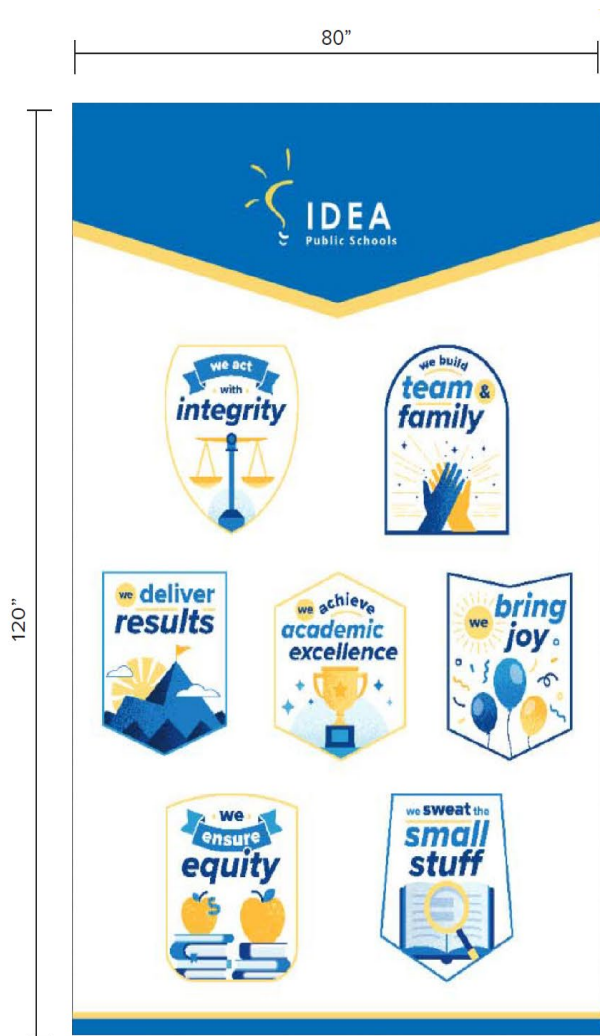 80”
120”
IDEA
Public Schools
we act
with
integrity
we build
team &
family
we deliver
results
we achieve
academic
excellence
we bring
joy
we
ensure
equity
we sweat the
small
stuff